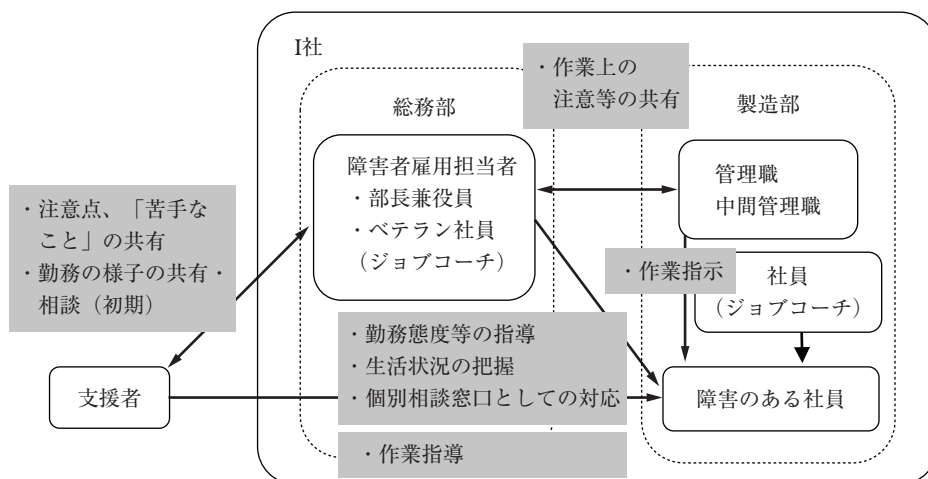 I社
・作業上の
注意等の共有
総務部
製造部
障害者雇用担当者
・部長兼役員
・ベテラン社員
（ジョブコーチ）
管理職
中間管理職
・注意点、「苦手な
こと」の共有
・勤務の様子の共有・
相談（初期）
・作業指示
社員
（ジョブコーチ）
・勤務態度等の指導
・生活状況の把握
・個別相談窓口としての対応
支援者
障害のある社員
・作業指導